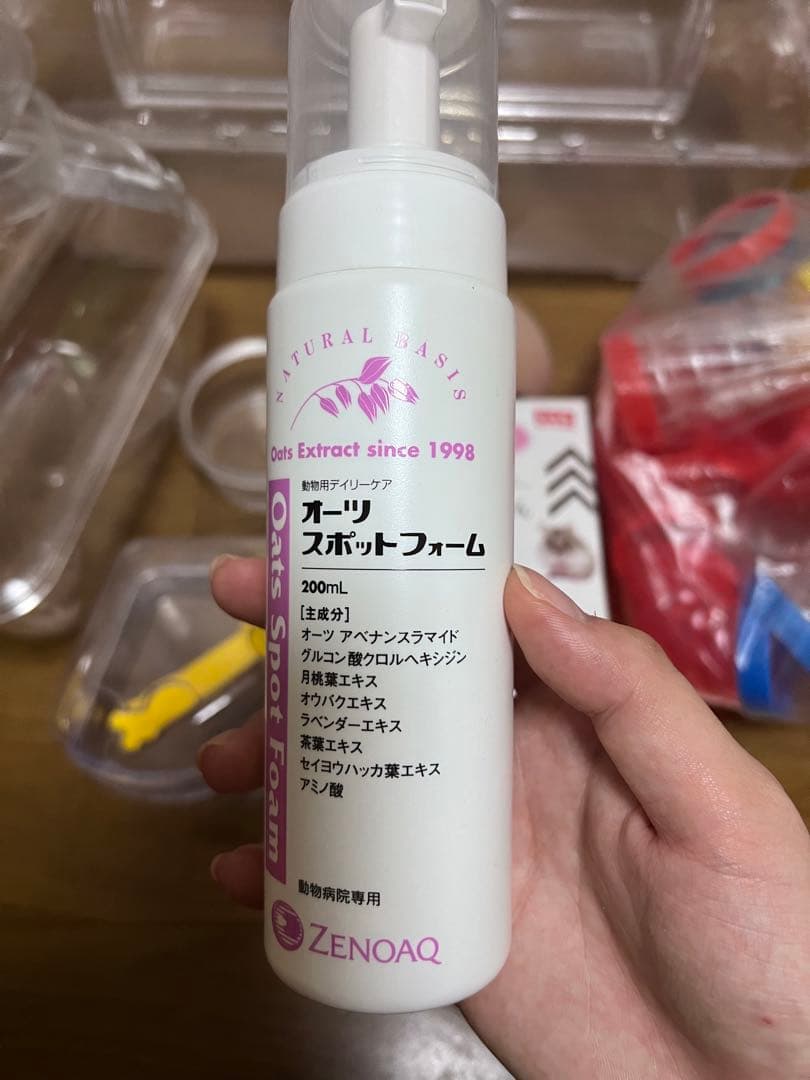 NATURAL BASIS
Oats Extract since 1998
動物用デイリーケア
オーツ
スポットフォーム
200mL
[主成分]
オーツ アベナンスラマイド
グルコン酸クロルヘキシジン
月桃葉エキス
オウバクエキス
ラベンダーエキス
茶葉エキス
セイヨウハッカ葉エキス
アミノ酸
Oats Spot Foam
動物病院専用
ZENOAQ